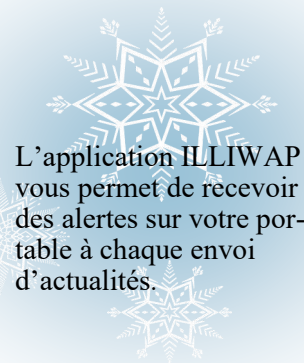 L’application ILLIWAP
vous permet de recevoir
des alertes sur votre por-
table à chaque envoi
d’actualités.